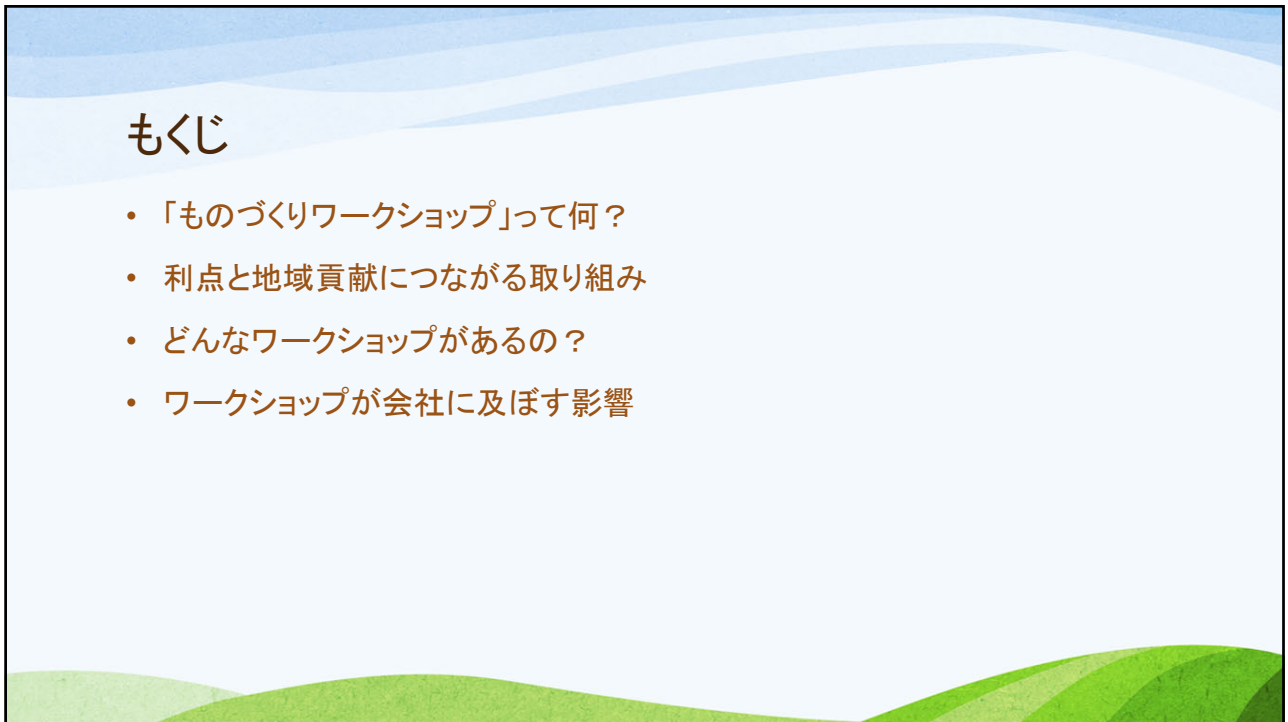 もくじ
• 「ものづくりワークショップ」って何？
• 利点と地域貢献につながる取り組み
• どんなワークショップがあるの？
• ワークショップが会社に及ぼす影響